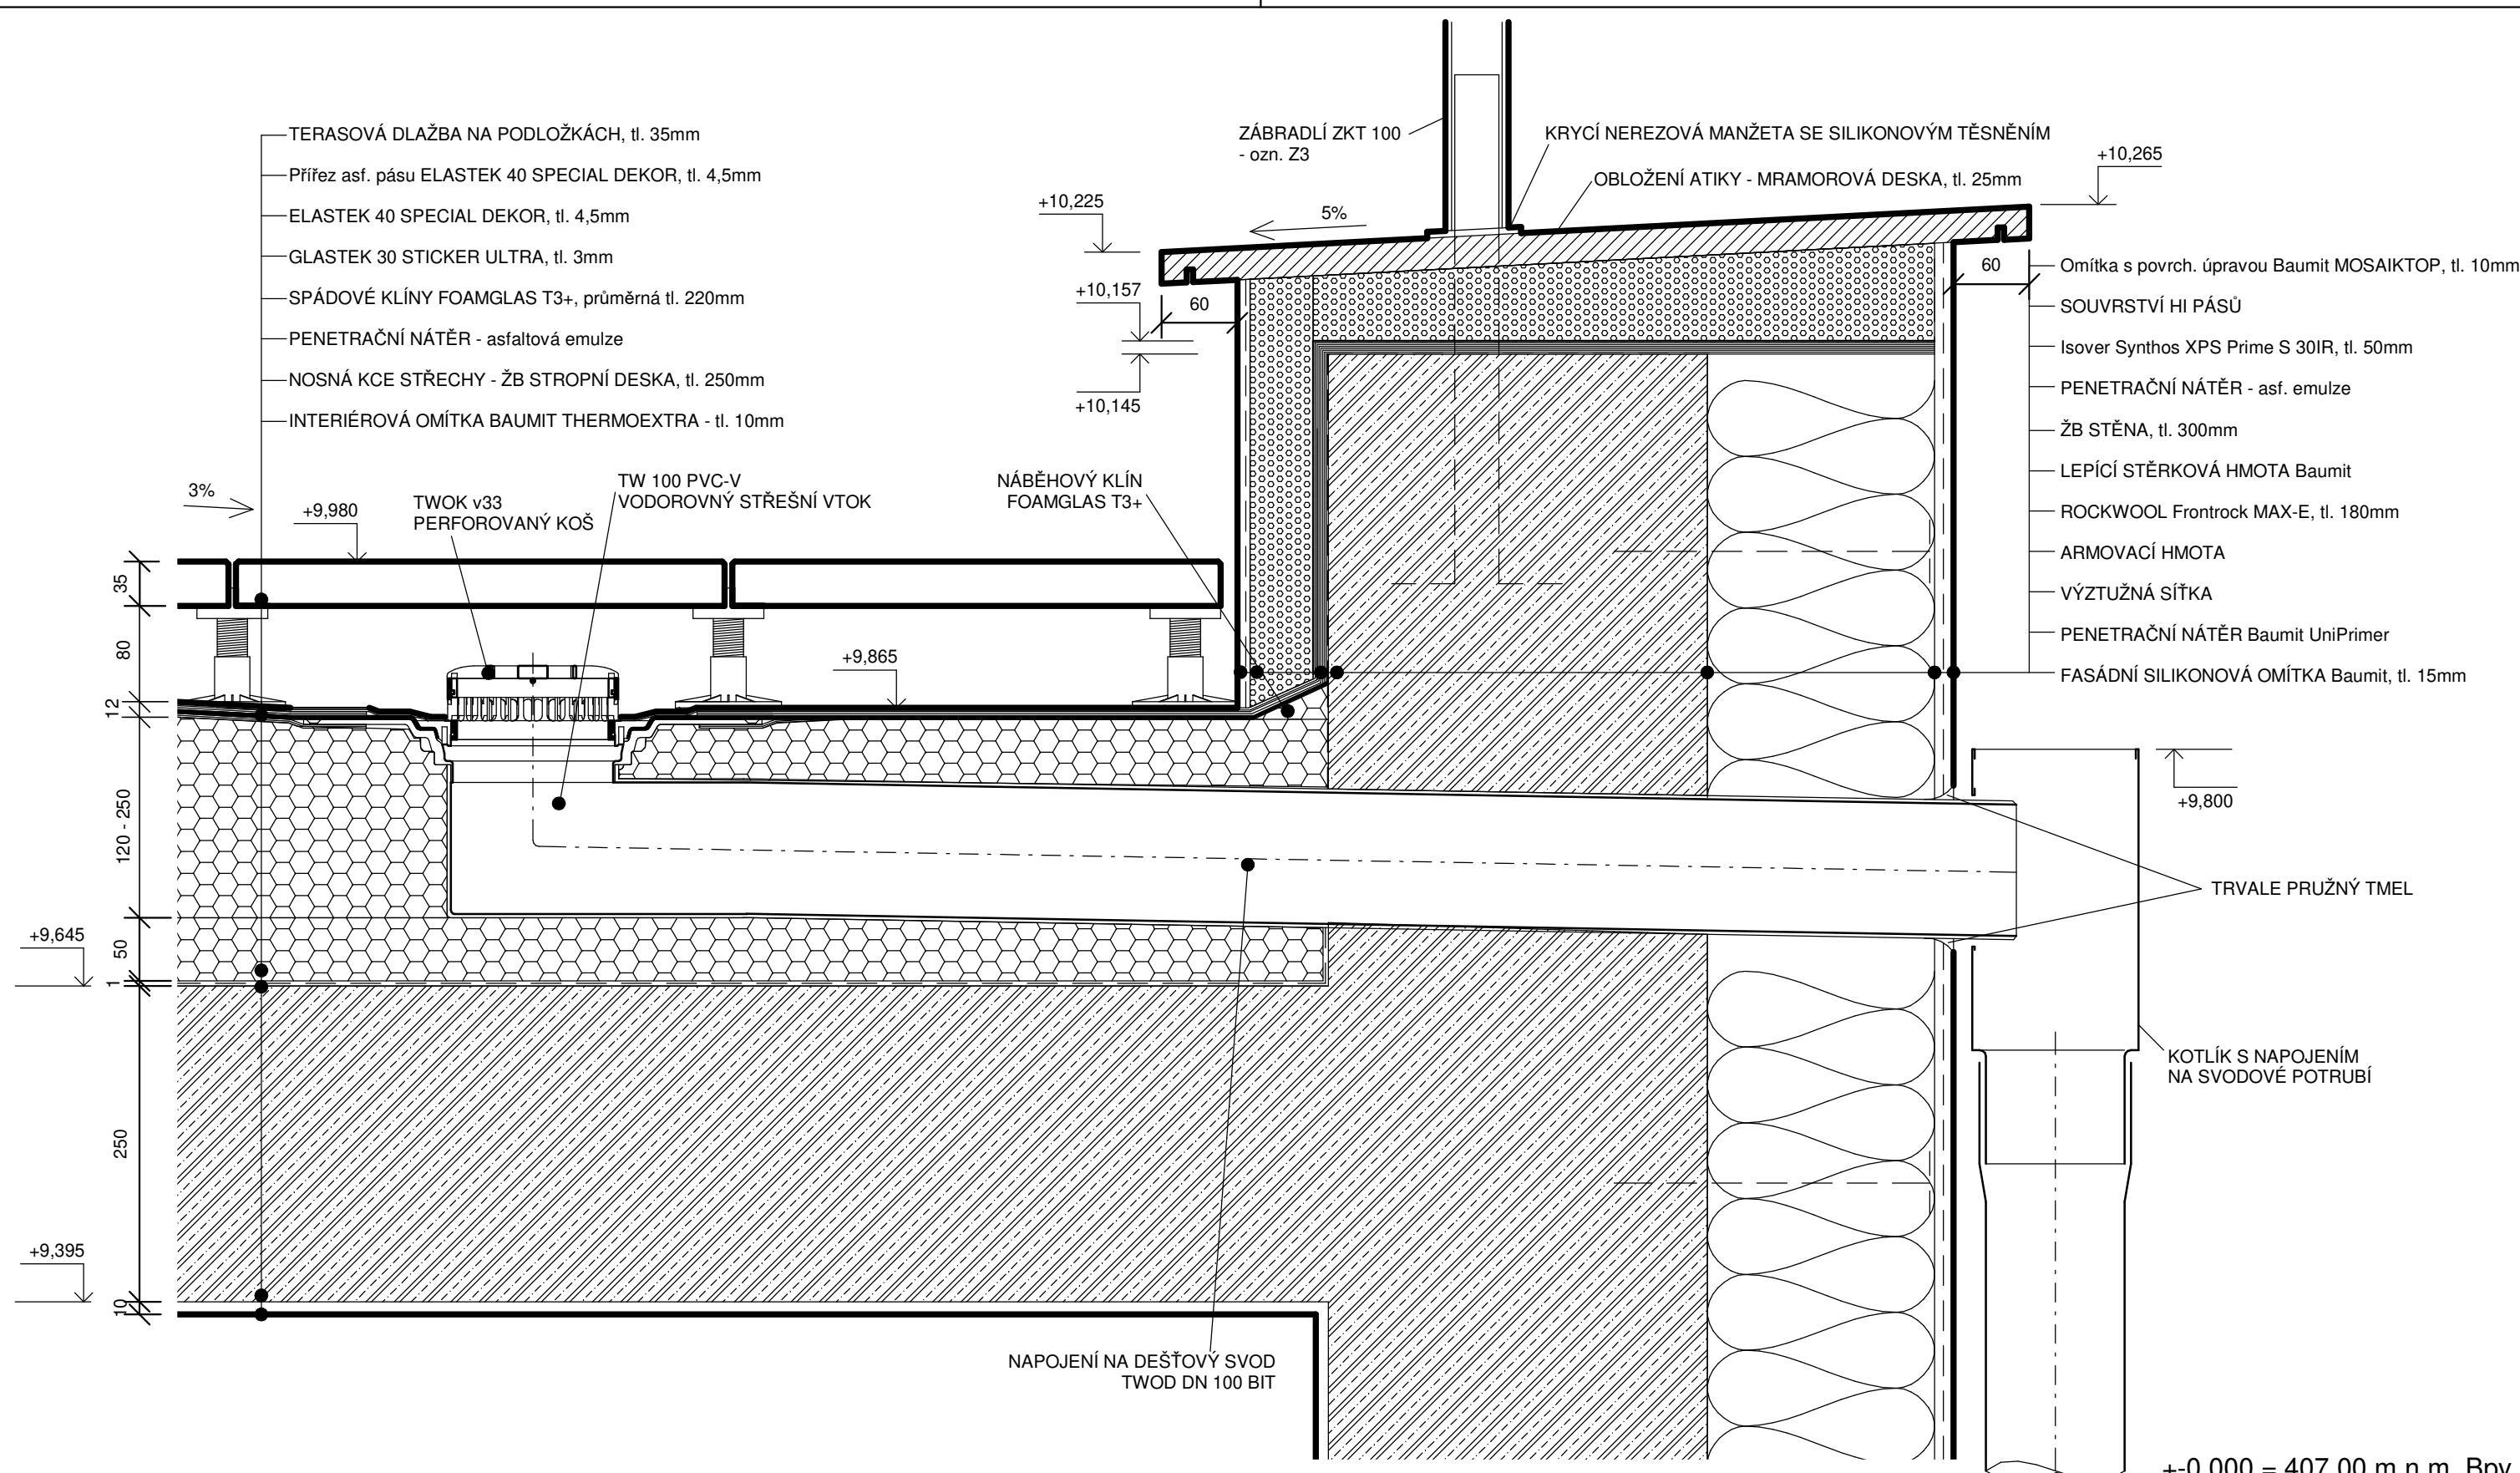 TERASOVÁ DLAŽBA NA PODLOŽKÁCH, tl. 35mm
Přířez asf. pásu ELASTEK 40 SPECIAL DEKOR, tl. 4,5mm
ELASTEK 40 SPECIAL DEKOR, tl. 4,5mm
GLASTEK 30 STICKER ULTRA, tl. 3mm
SPÁDOVÉ KLÍNY FOAMGLAS T3+, průměrná tl. 220mm
PENETRAČNÍ NÁTĚR - asfaltová emulze
NOSNÁ KCE STŘECHY - ŽB STROPNÍ DESKA, tl. 250mm
INTERIÉROVÁ OMÍTKA BAUMIT THERMOEXTRA - tl. 10mm
ZÁBRADLÍ ZKT 100
- ozn. Z3
KRYCÍ NEREZOVÁ MANŽETA SE SILIKONOVÝM TĚSNĚNÍM
OBLOŽENÍ ATIKY - MRAMOROVÁ DESKA, tl. 25mm
+10,265
+10,225
5%
+10,157
60
+10,145
60
Omítka s povrch. úpravou Baumit MOSAIKTOP, tl. 10mm
SOUVRSTVÍ HI PÁSŮ
Isover Synthos XPS Prime S 30IR, tl. 50mm
PENETRAČNÍ NÁTĚR - asf. emulze
ŽB STĚNA, tl. 300mm
LEPÍCÍ STĚRKOVÁ HMOTA Baumit
ROCKWOOL Frontrock MAX-E, tl. 180mm
ARMOVACÍ HMOTA
VÝZTUŽNÁ SÍŤKA
PENETRAČNÍ NÁTĚR Baumit UniPrimer
FASÁDNÍ SILIKONOVÁ OMÍTKA Baumit, tl. 15mm
3%
+9,980
TWOK v33
PERFOROVANÝ KOŠ
TW 100 PVC-V
VODOROVNÝ STŘEŠNÍ VTOK
NÁBĚHOVÝ KLÍN
FOAMGLAS T3+
+9,865
35
80
12
120 - 250
50
1
250
10
+9,645
+9,395
+9,800
TRVALE PRUŽNÝ TMEL
KOTLÍK S NAPOJENÍM
NA SVODOVÉ POTRUBÍ
NAPOJENÍ NA DEŠŤOVÝ SVOD
TWOD DN 100 BIT
+-0,000 = 407,00 m n.m. Bpv